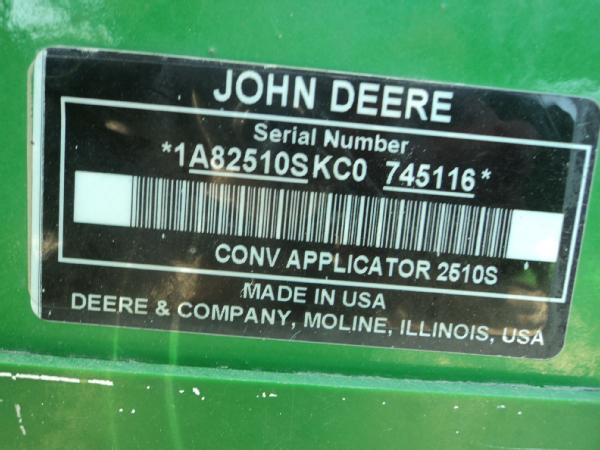 JOHN DEERE
Serial Number
*1A82510SKC0 745116*
CONV APPLICATOR 2510S
MADE IN USA
DEERE & COMPANY, MOLINE, ILLINOIS, USA